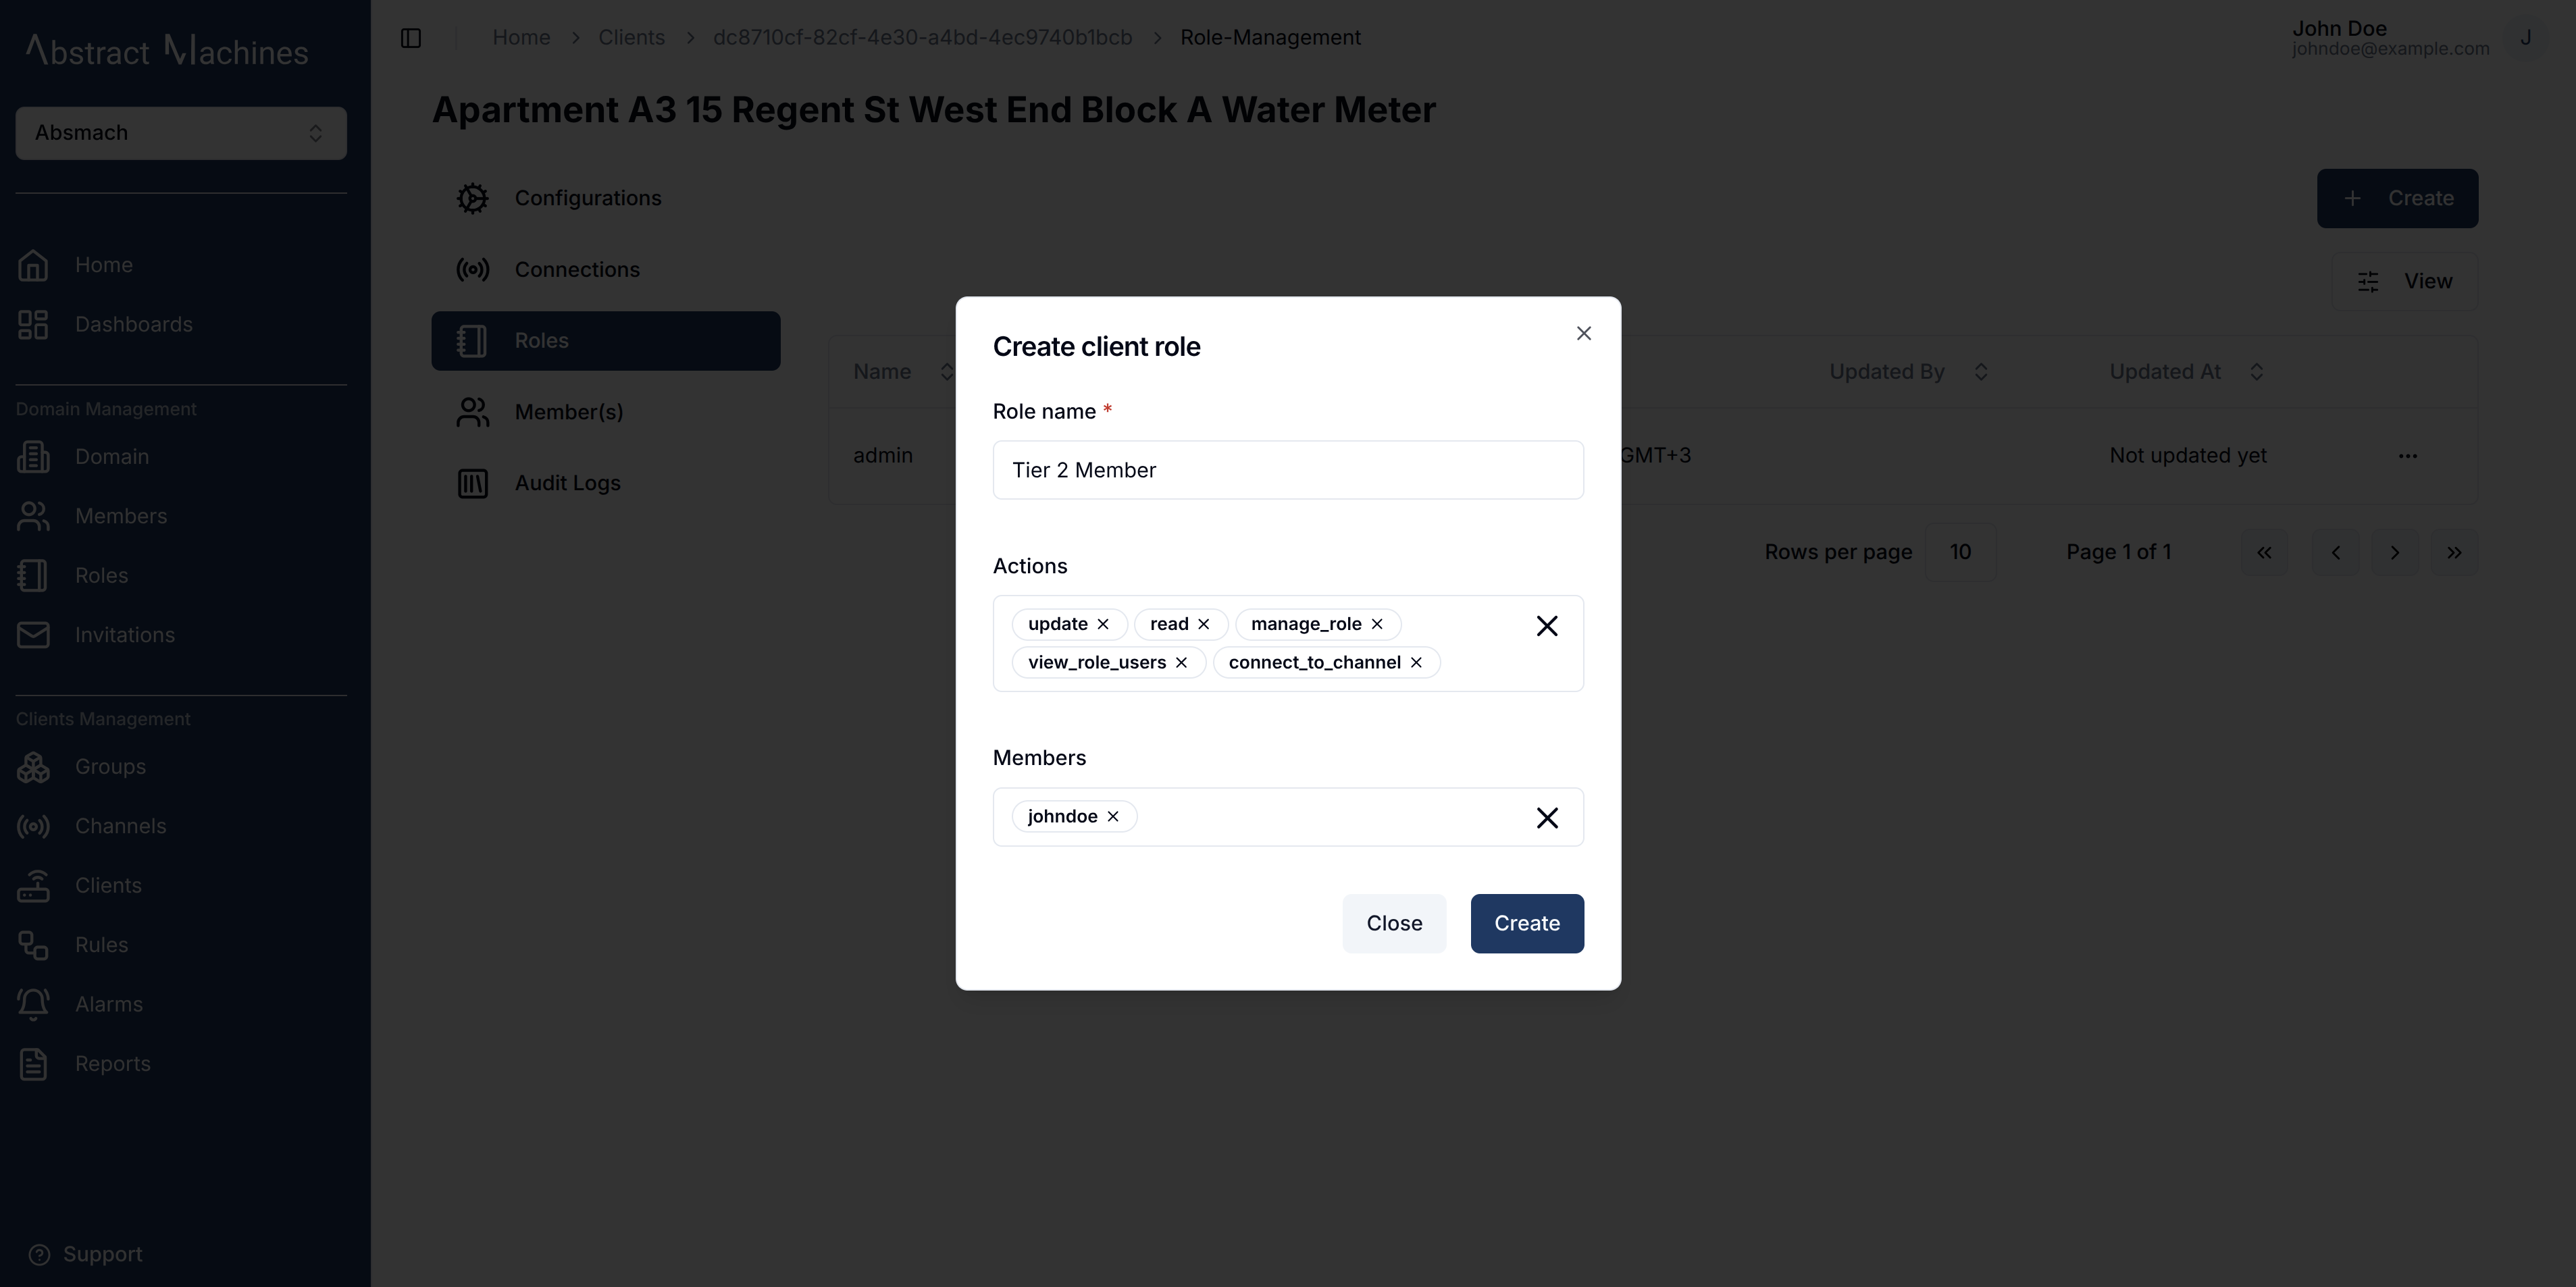 Abstract Machines
Absmach
Home
Dashboards
Domain Management
Domain
Members
Roles
Invitations
Clients Management
Groups
Channels
Clients
Rules
Alarms
Reports
Support
Home > Clients > dc8710cf-82cf-4e30-a4bd-4ec9740b1bcb > Role-Management
John Doe
johndoe@example.com
J
Apartment A3 15 Regent St West End Block A Water Meter
Configurations
Connections
Roles
Member(s)
Audit Logs
+ Create
View
Name Updated By Updated At
admin GMT+3 Not updated yet ...
Rows per page 10 Page 1 of 1
Create client role
Role name *
Tier 2 Member
Actions
update read manage_role
view_role_users connect_to_channel
Members
johndoe
Close Create